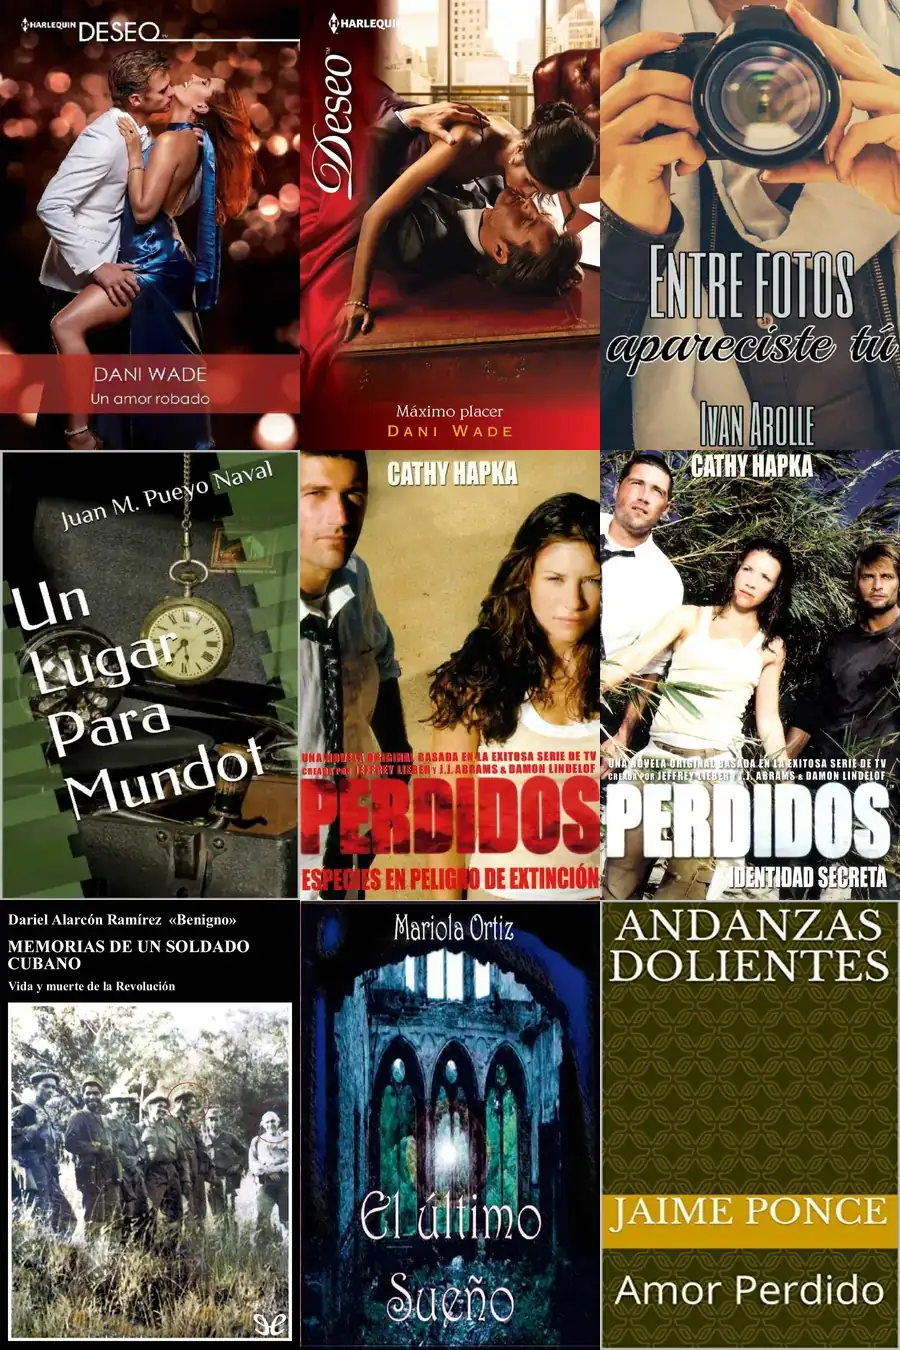 HARLEQUIN DESEO™
DANI WADE
Un amor robado
HARLEQUIN™
Deseo™
Máximo placer
DANI WADE
ENTRE FOTOS
apareciste tú
IVAN AROLLE
Juan M. Pueyo Naval
Un
Lugar
Para
Mundot
CATHY HAPKA
UNA NOVELA ORIGINAL BASADA EN LA EXITOSA SERIE DE TV
CREADA POR JEFFREY LIEBER Y J.J. ABRAMS & DAMON LINDELOF
PERDIDOS
ESPECIES EN PELIGRO DE EXTINCIÓN
CATHY HAPKA
UNA NOVELA ORIGINAL BASADA EN LA EXITOSA SERIE DE TV
CREADA POR JEFFREY LIEBER Y J.J. ABRAMS & DAMON LINDELOF
PERDIDOS
IDENTIDAD SECRETA
Dariel Alarcón Ramírez «Benigno»
MEMORIAS DE UN SOLDADO
CUBANO
Vida y muerte de la Revolución
Mariola Ortiz
El último
Sueño
ANDANZAS
DOLIENTES
JAIME PONCE
Amor Perdido